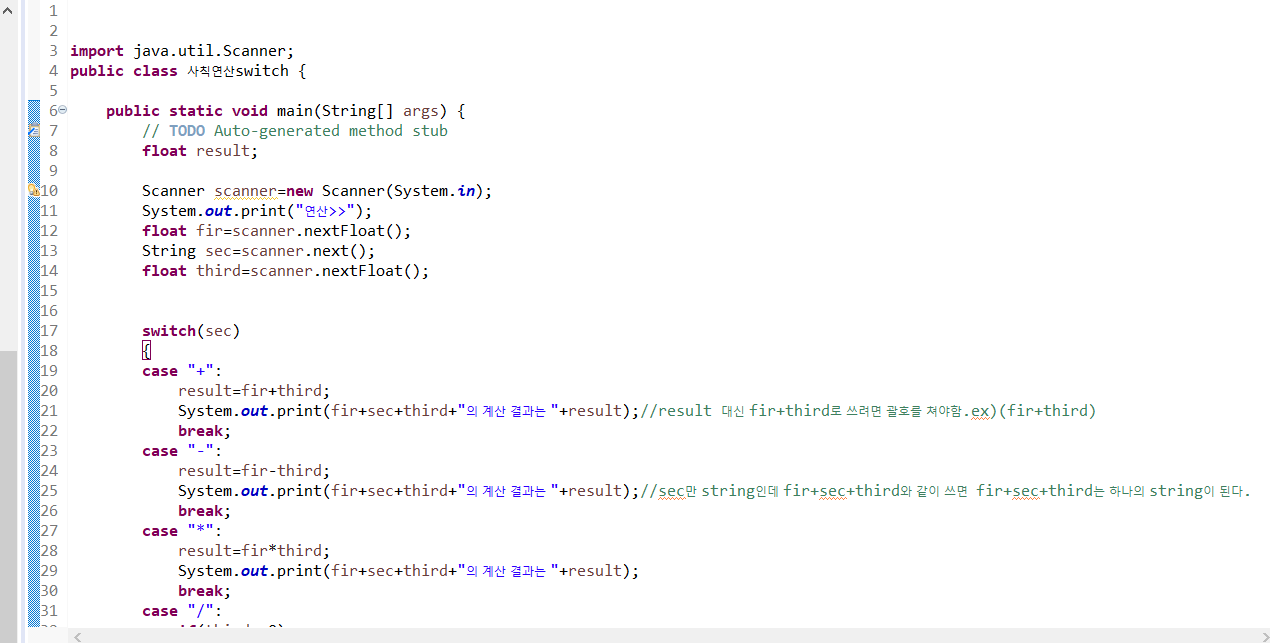 1
2
3 import java.util.Scanner;
4 public class 사칙연산switch {
5
6 public static void main(String[] args) {
7 // TODO Auto-generated method stub
8 float result;
9
10 Scanner scanner=new Scanner(System.in);
11 System.out.print("연산>>");
12 float fir=scanner.nextFloat();
13 String sec=scanner.next();
14 float third=scanner.nextFloat();
15
16
17 switch(sec)
18 {
19 case "+":
20 result=fir+third;
21 System.out.print(fir+sec+third+"의 계산 결과는 "+result);//result 대신 fir+third로 쓰려면 괄호를 쳐야함.ex)(fir+third)
22 break;
23 case "-":
24 result=fir-third;
25 System.out.print(fir+sec+third+"의 계산 결과는 "+result);//sec만 string인데 fir+sec+third와 같이 쓰면 fir+sec+third는 하나의 string이 된다.
26 break;
27 case "*":
28 result=fir*third;
29 System.out.print(fir+sec+third+"의 계산 결과는 "+result);
30 break;
31 case "/":